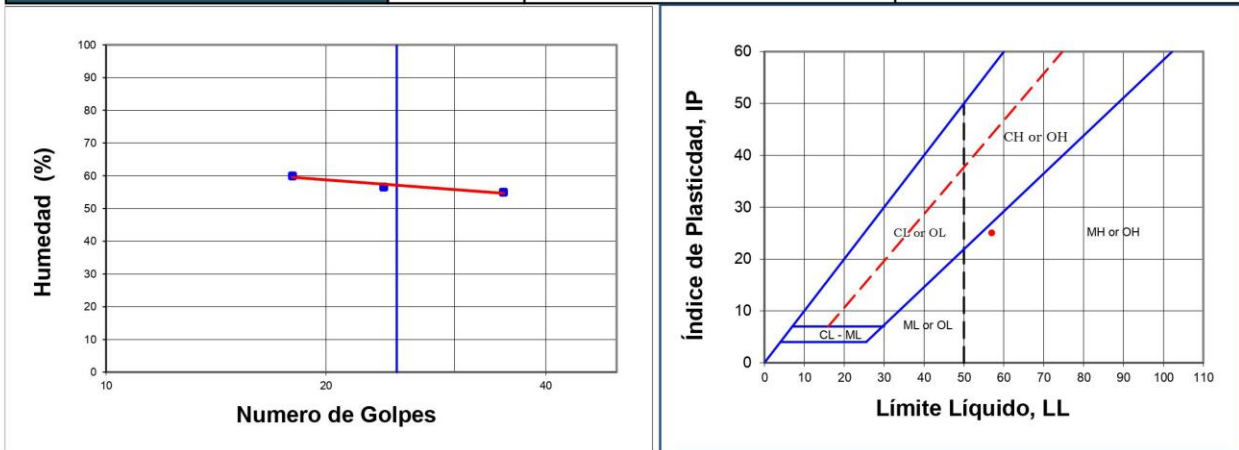 100
90
80
70
60
50
40
30
20
10
0
10
20
40
Humedad (%)
Numero de Golpes
60
50
40
30
20
10
0
0 10 20 30 40 50 60 70 80 90 100 110
Índice de Plasticdad, IP
Límite Líquido, LL
CH or OH
CL or OL
MH or OH
ML or OL
CL - ML